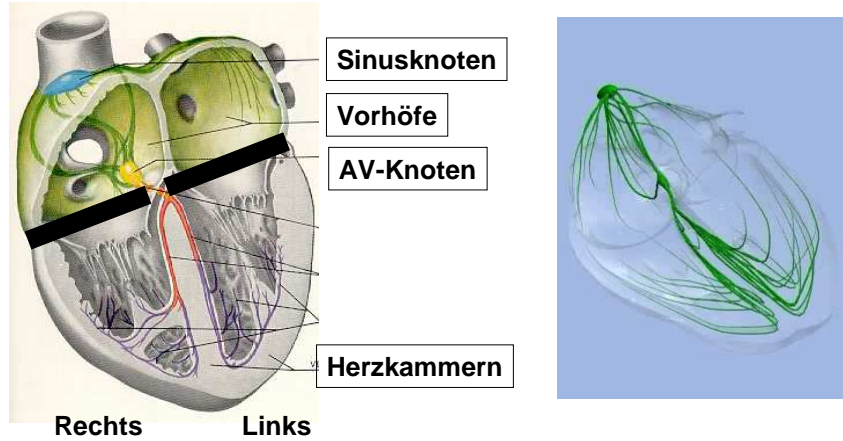 Sinusknoten
Vorhöfe
AV-Knoten
Herzkammern
Rechts Links